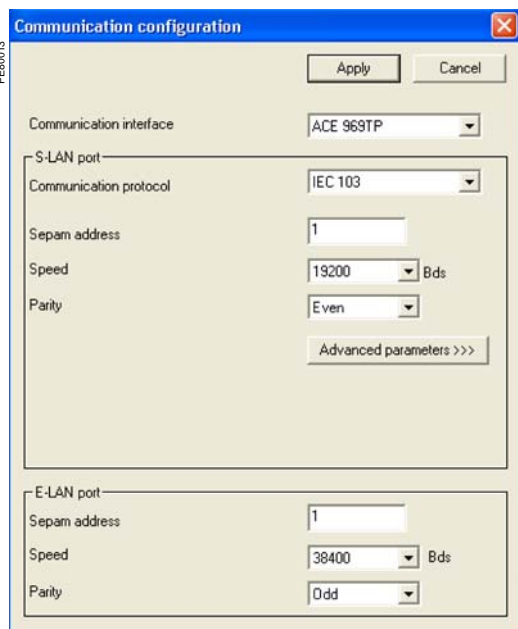 Communication configuration
PE80013
Apply Cancel
Communication interface ACE 969TP
S-LAN port
Communication protocol IEC 103
Sepam address 1
Speed 19200 Bds
Parity Even
Advanced parameters >>>
E-LAN port
Sepam address 1
Speed 38400 Bds
Parity Odd